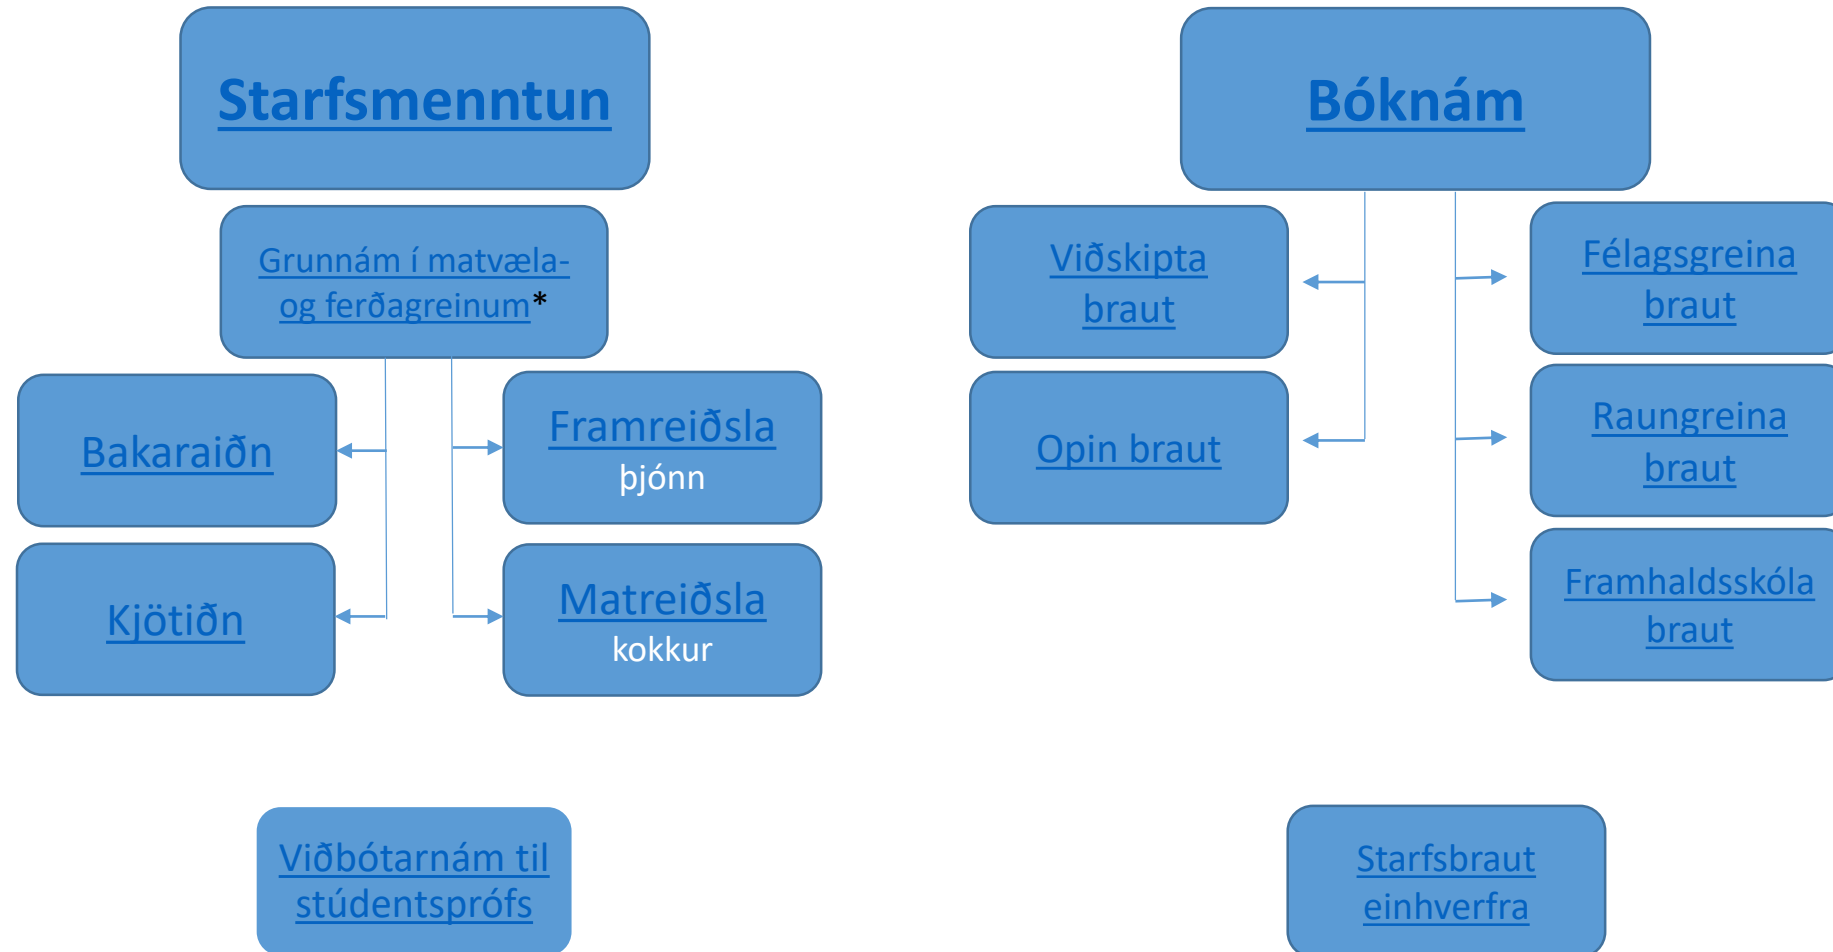 Starfsmenntun
Grunnám í matvæla-
og ferðagreinum*
Bakaraiðn
Framreiðsla
þjónn
Kjötiðn
Matreiðsla
kokkur
Viðbótarnám til
stúdentsprófs
Bóknám
Viðskipta
braut
Félagsgreina
braut
Opin braut
Raungreina
braut
Framhaldsskóla
braut
Starfsbraut
einhverfra